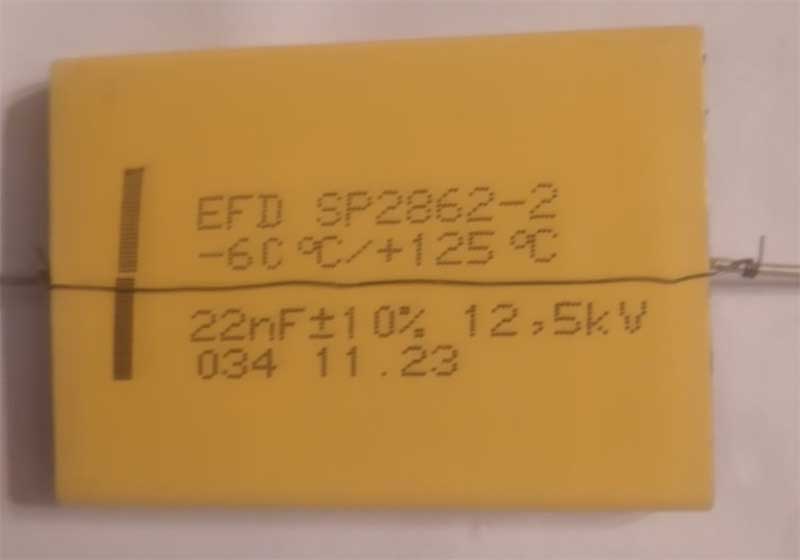 EFD SP2862-2
-60°C/+125°C
22nF±10% 12,5kV
034 11.23